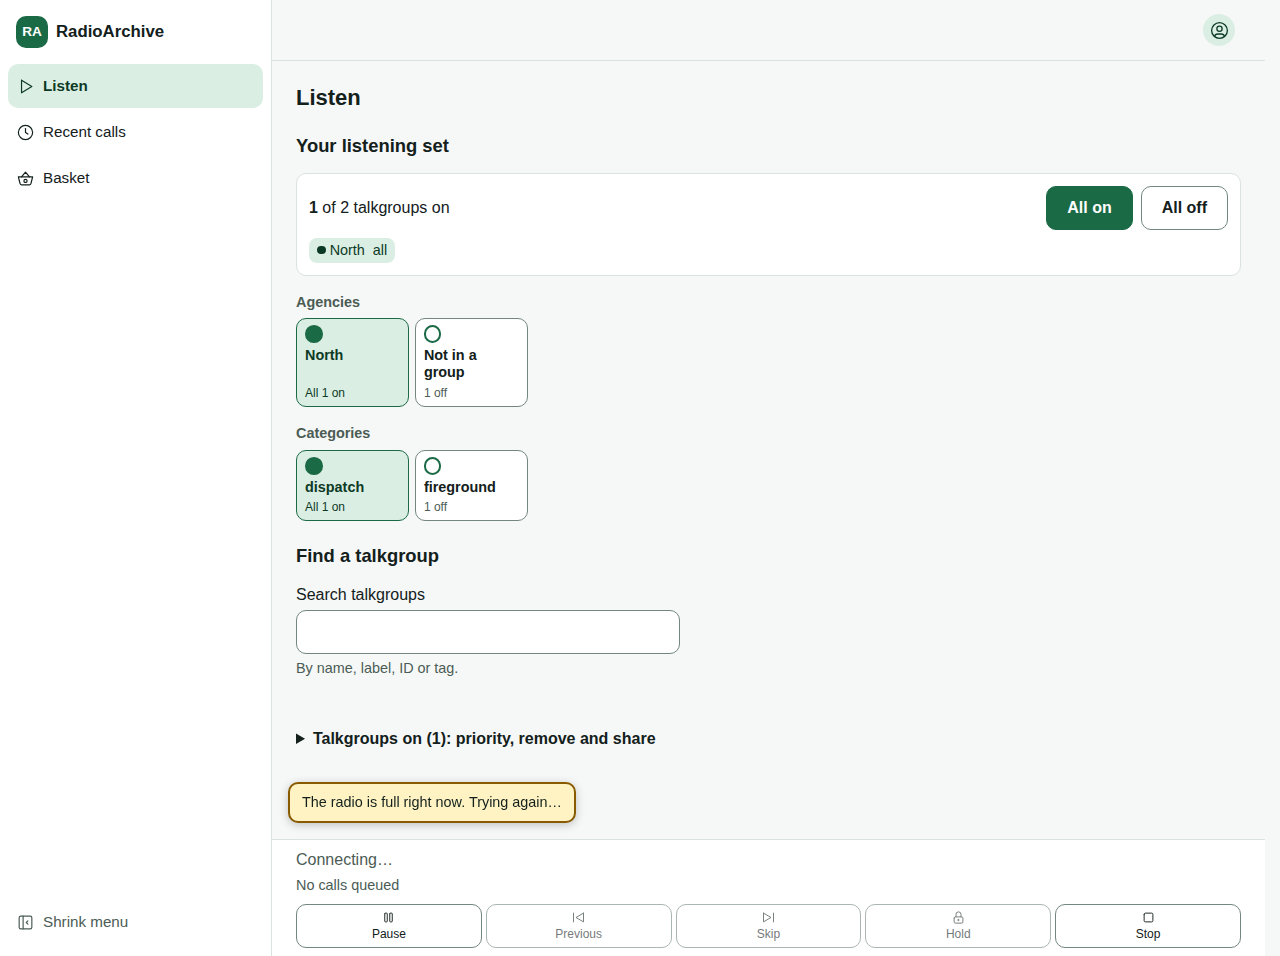 RA RadioArchive
Listen
Recent calls
Basket
Shrink menu
Listen
Your listening set
1 of 2 talkgroups on
All on
All off
North all
Agencies
North
All 1 on
Not in a
group
1 off
Categories
dispatch
All 1 on
fireground
1 off
Find a talkgroup
Search talkgroups
By name, label, ID or tag.
Talkgroups on (1): priority, remove and share
The radio is full right now. Trying again…
Connecting…
No calls queued
Pause
Previous
Skip
Hold
Stop